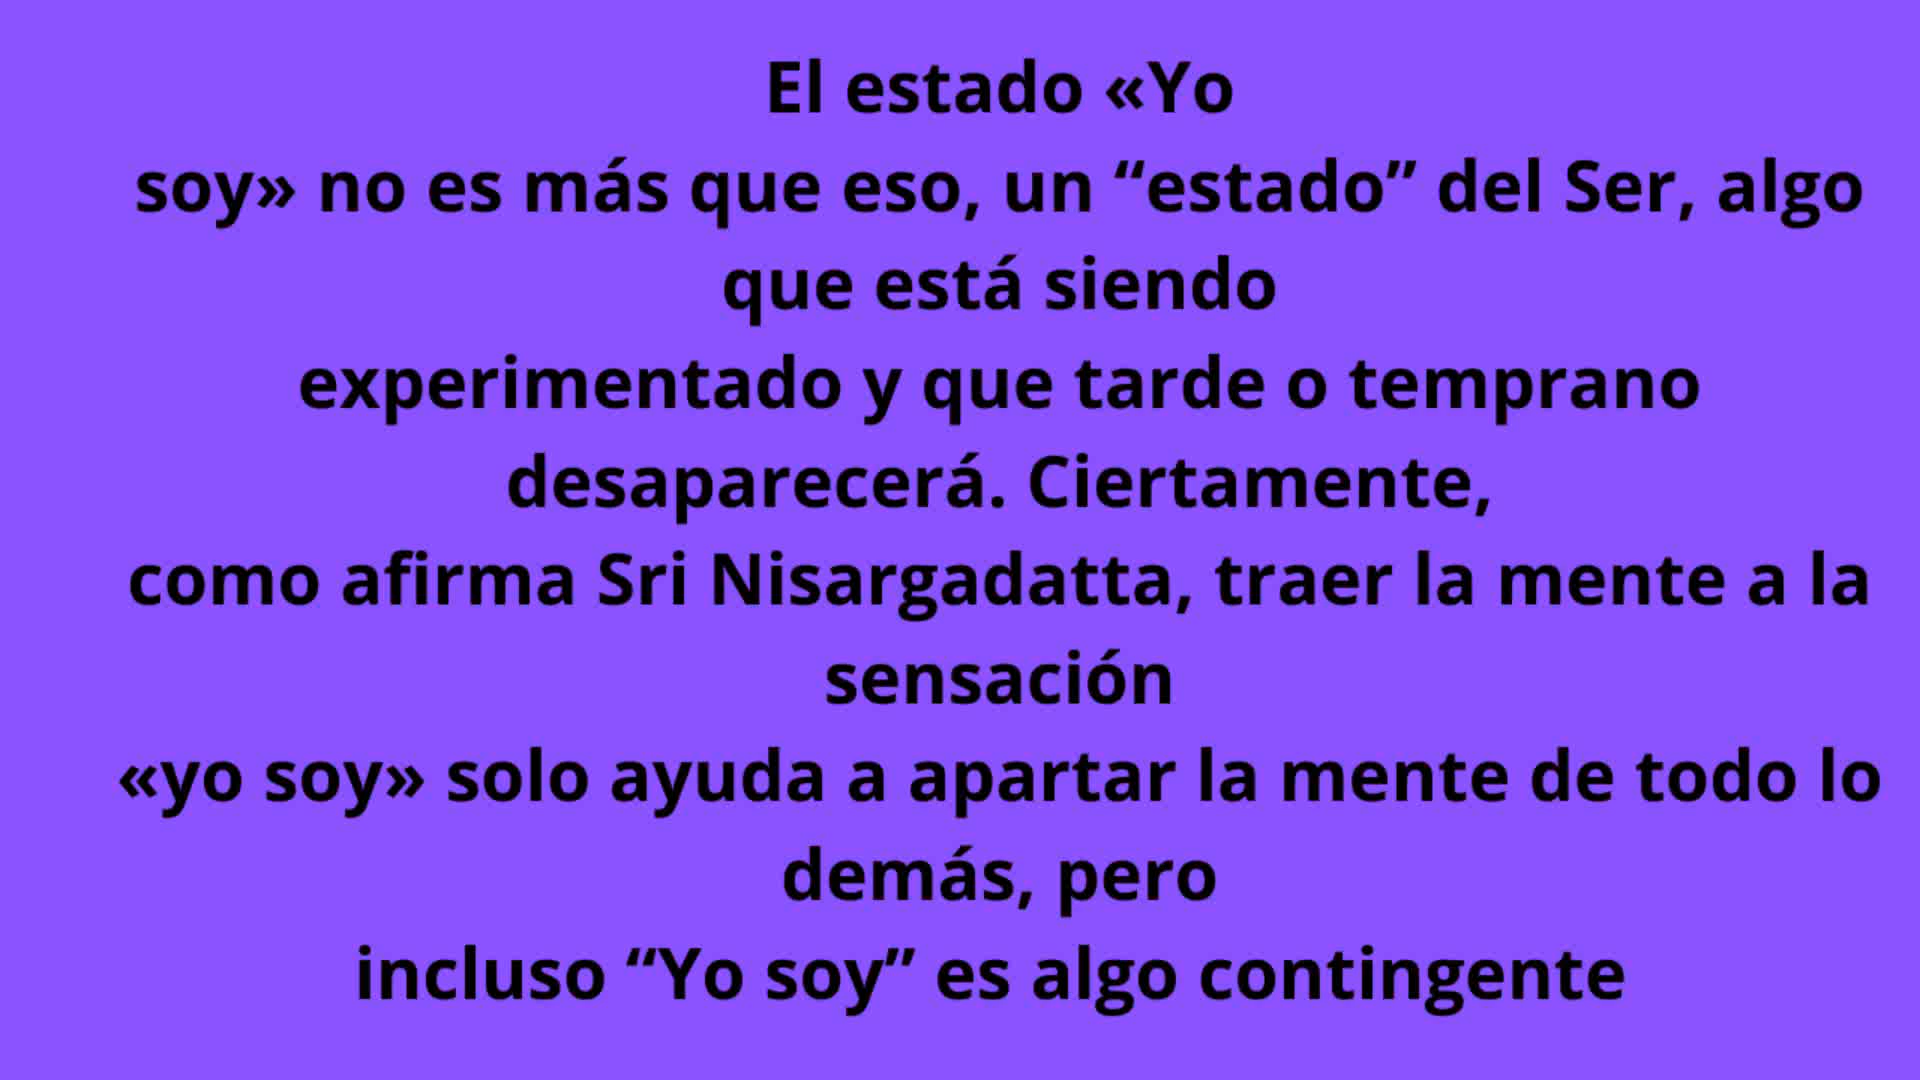 El estado «Yo
soy» no es más que eso, un “estado” del Ser, algo
que está siendo
experimentado y que tarde o temprano
desaparecerá. Ciertamente,
como afirma Sri Nisargadatta, traer la mente a la
sensación
«yo soy» solo ayuda a apartar la mente de todo lo
demás, pero
incluso “Yo soy” es algo contingente